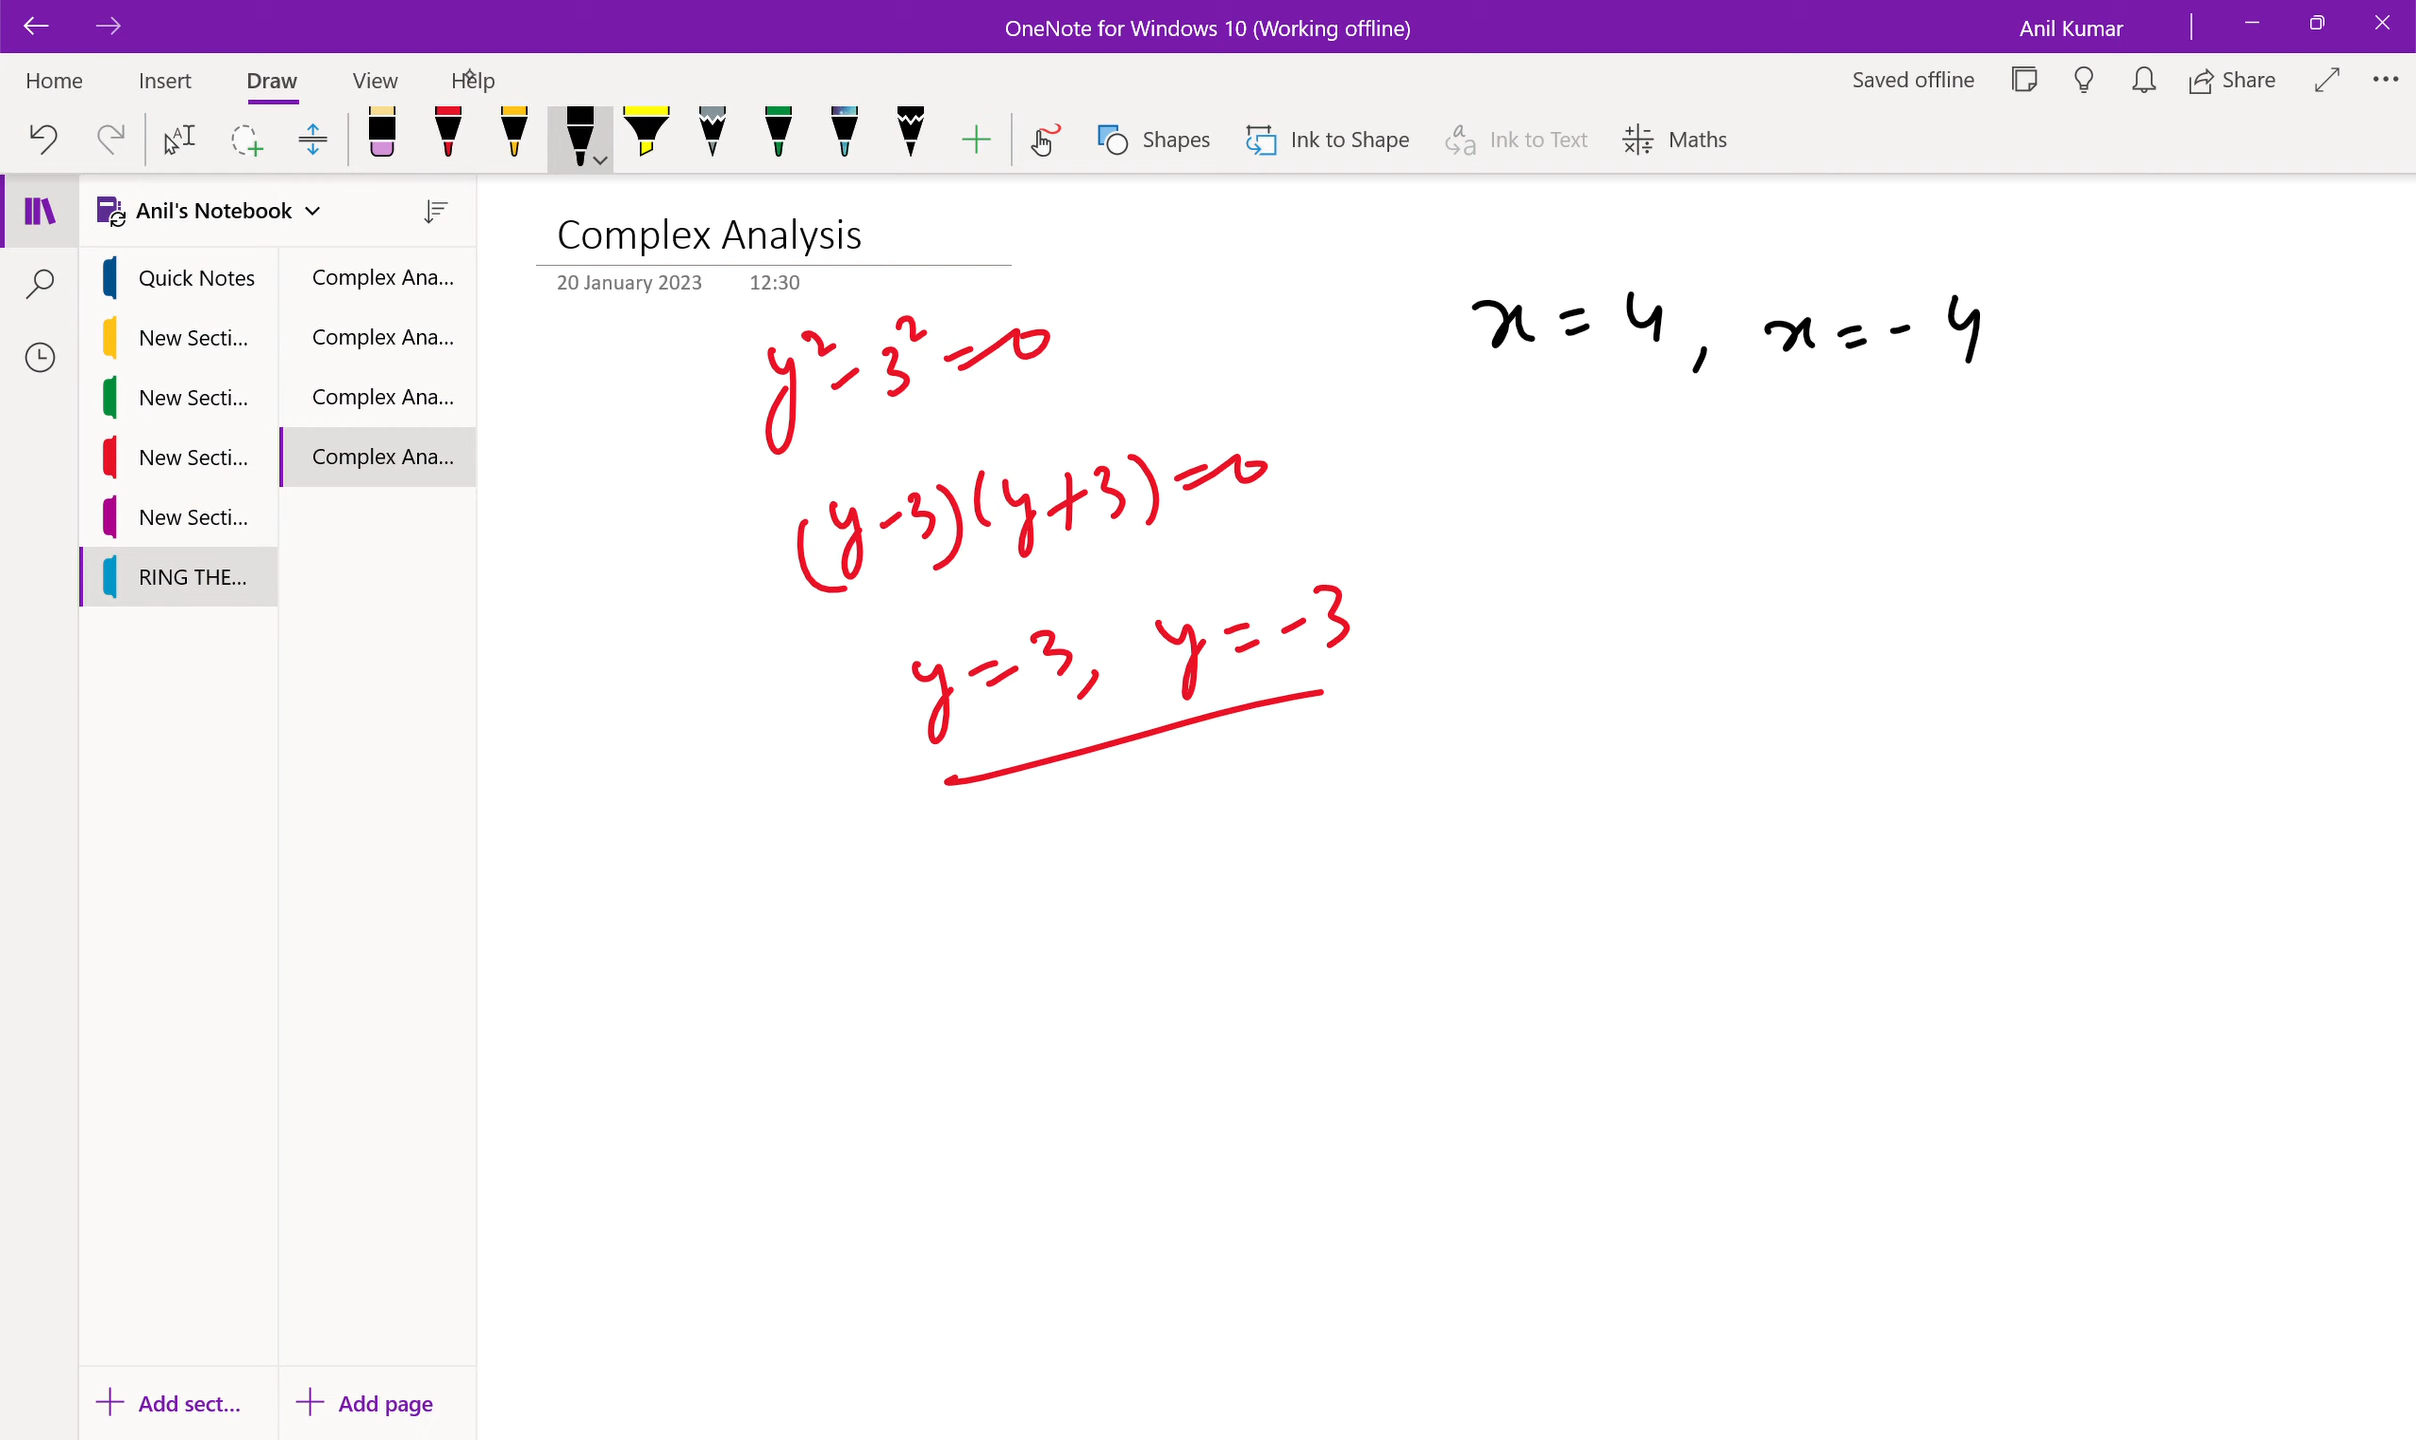 OneNote for Windows 10 (Working offline)
Anil Kumar
Home Insert Draw View Help
Saved offline Share
Shapes Ink to Shape Ink to Text Maths
Anil's Notebook
Quick Notes
New Secti...
New Secti...
New Secti...
New Secti...
RING THE...
Complex Ana...
Complex Ana...
Complex Ana...
Complex Ana...
Add sect...
Add page
Complex Analysis
20 January 2023 12:30
y² - 3² = 0
(y - 3)(y + 3) = 0
y = 3, y = -3
x = 4, x = - 4